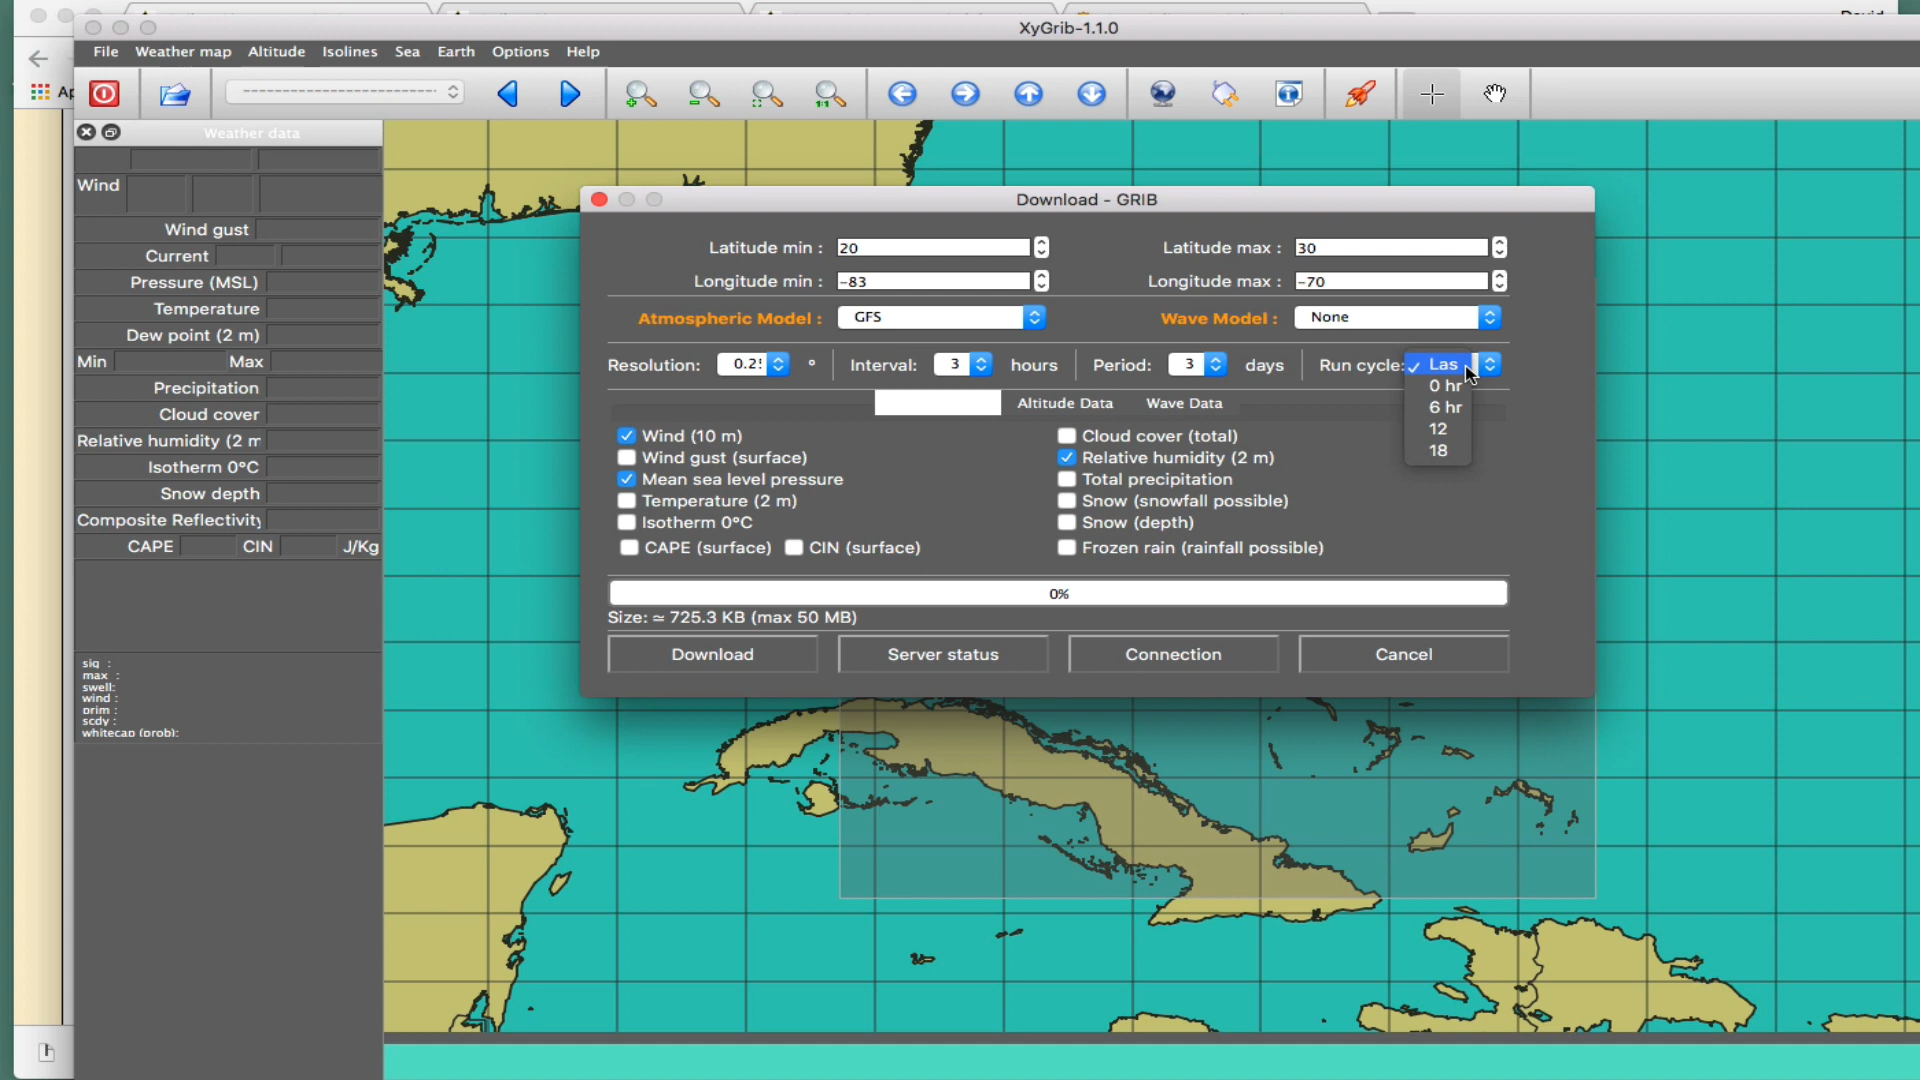 XyGrib-1.1.0
File Weather map Altitude Isolines Sea Earth Options Help
Weather data
Wind
Wind gust
Current
Pressure (MSL)
Temperature
Dew point (2 m)
Min Max
Precipitation
Cloud cover
Relative humidity (2 m
Isotherm 0°C
Snow depth
Composite Reflectivity
CAPE CIN J/Kg
sig :
max :
swell:
wind :
prim :
scdy :
whitecap (prob):
Download - GRIB
Latitude min : 20 Latitude max : 30
Longitude min : -83 Longitude max : -70
Atmospheric Model : GFS Wave Model : None
Resolution: 0.2 ° Interval: 3 hours Period: 3 days Run cycle: Las
0 hr
6 hr
12
18
Altitude Data Wave Data
Wind (10 m) Cloud cover (total)
Wind gust (surface) Relative humidity (2 m)
Mean sea level pressure Total precipitation
Temperature (2 m) Snow (snowfall possible)
Isotherm 0°C Snow (depth)
CAPE (surface) CIN (surface) Frozen rain (rainfall possible)
0%
Size: ≃ 725.3 KB (max 50 MB)
Download Server status Connection Cancel